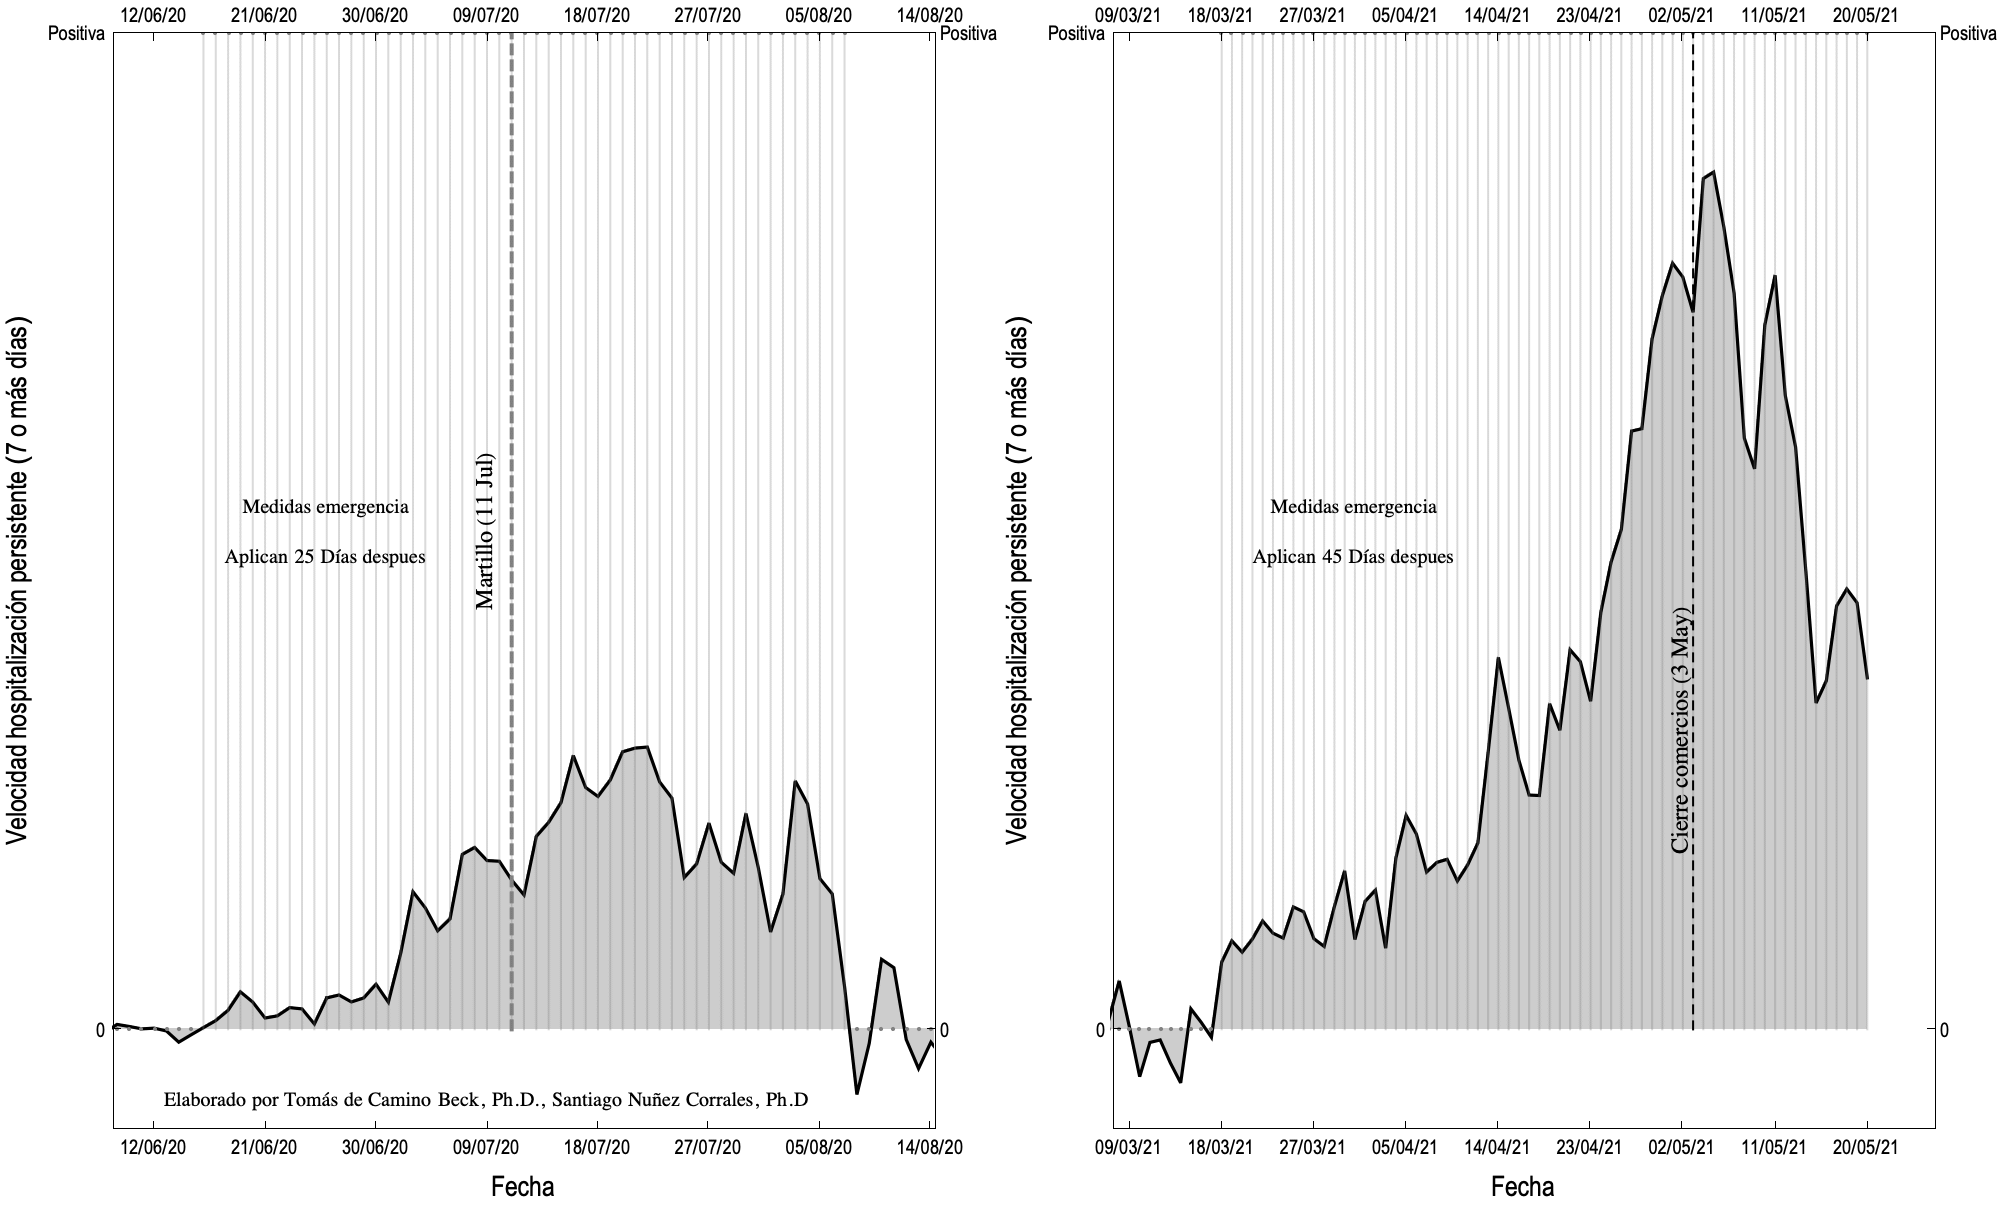 12/06/20 21/06/20 30/06/20 09/07/20 18/07/20 27/07/20 05/08/20 14/08/20
Positiva Positiva
Velocidad hospitalización persistente (7 o más días)
Medidas emergencia
Aplican 25 Días despues
Martillo (11 Jul)
0 0
Elaborado por Tomás de Camino Beck, Ph.D., Santiago Nuñez Corrales, Ph.D
12/06/20 21/06/20 30/06/20 09/07/20 18/07/20 27/07/20 05/08/20 14/08/20
Fecha
09/03/21 18/03/21 27/03/21 05/04/21 14/04/21 23/04/21 02/05/21 11/05/21 20/05/21
Positiva Positiva
Velocidad hospitalización persistente (7 o más días)
Medidas emergencia
Aplican 45 Días despues
Cierre comercios (3 May)
0 0
09/03/21 18/03/21 27/03/21 05/04/21 14/04/21 23/04/21 02/05/21 11/05/21 20/05/21
Fecha